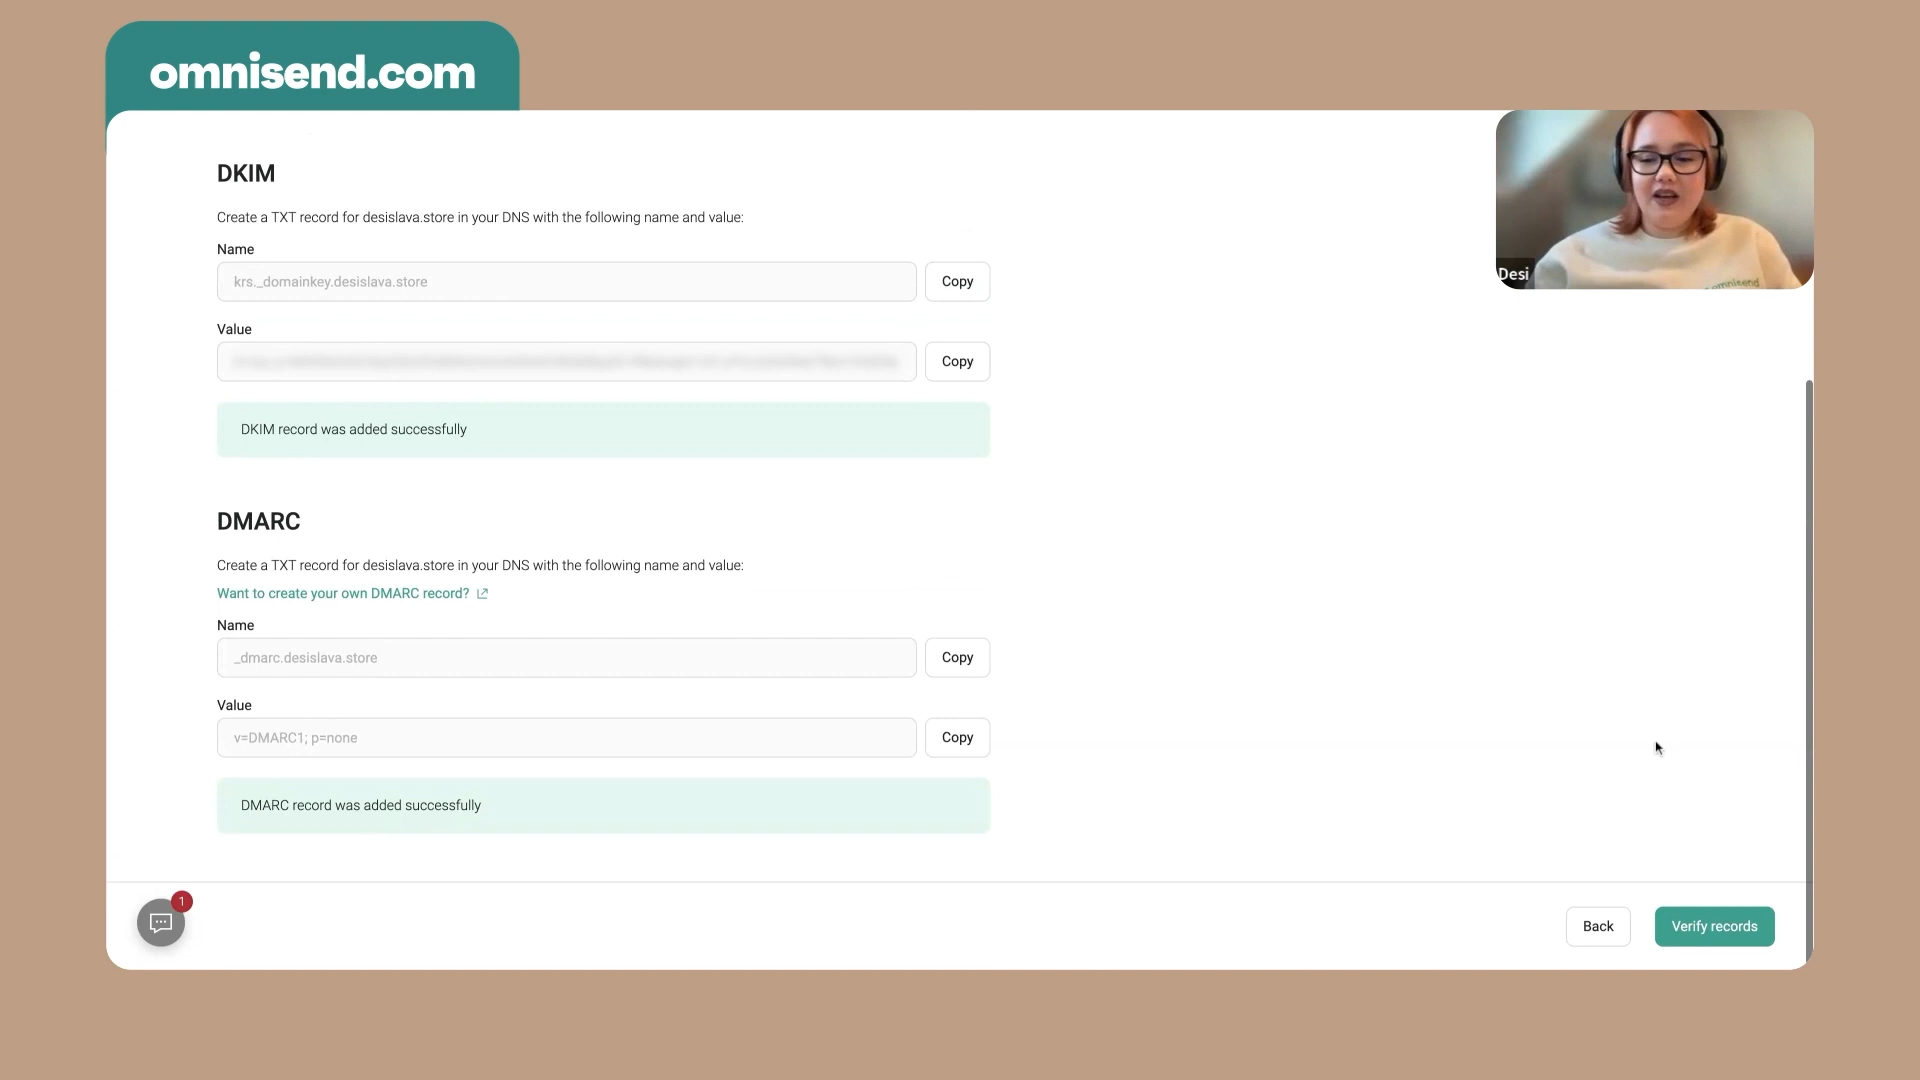 omnisend.com
DKIM
Create a TXT record for desislava.store in your DNS with the following name and value:
Name
krs._domainkey.desislava.store
Copy
Value
Copy
DKIM record was added successfully
DMARC
Create a TXT record for desislava.store in your DNS with the following name and value:
Want to create your own DMARC record?
Name
_dmarc.desislava.store
Copy
Value
v=DMARC1; p=none
Copy
DMARC record was added successfully
1
Back
Verify records
Desi
omnisend